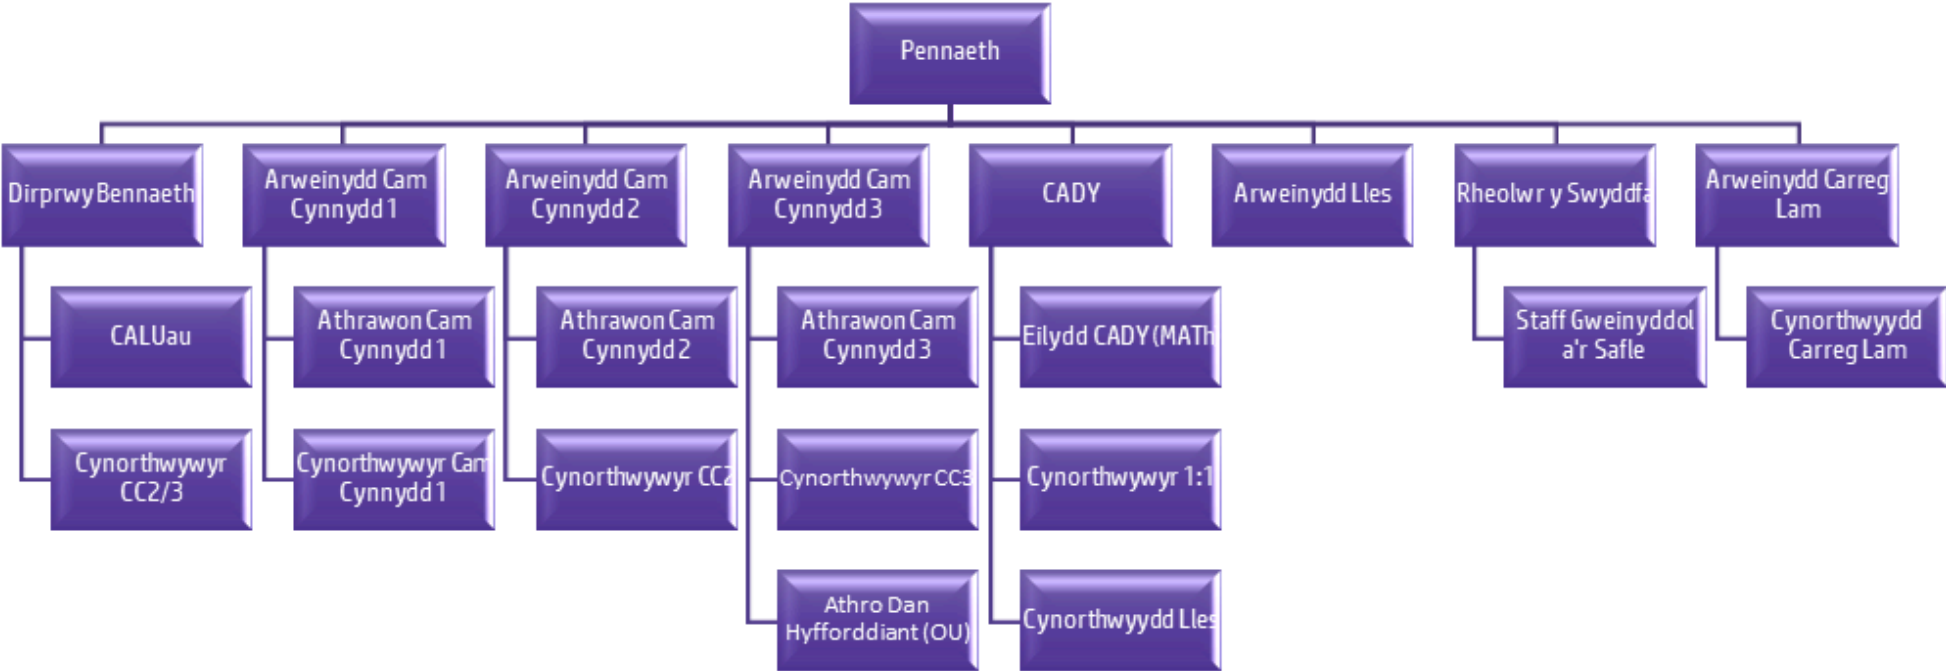 Pennaeth
Dirprwy Bennaeth
Arweinydd Cam
Cynnydd 1
Arweinydd Cam
Cynnydd 2
Arweinydd Cam
Cynnydd 3
CADY
Arweinydd Lles
Rheolwr y Swyddfa
Arweinydd Carreg
Lam
CALUau
Athrawon Cam
Cynnydd 1
Athrawon Cam
Cynnydd 2
Athrawon Cam
Cynnydd 3
Eilydd CADY (MATh
Staff Gweinyddol
a'r Safle
Cynorthwyydd
Carreg Lam
Cynorthwywyr
CC2/3
Cynorthwywyr Cam
Cynnydd 1
Cynorthwywyr CC2
Cynorthwywyr CC3
Cynorthwywyr 1:1
Athro Dan
Hyfforddiant (OU)
Cynorthwyydd Lles